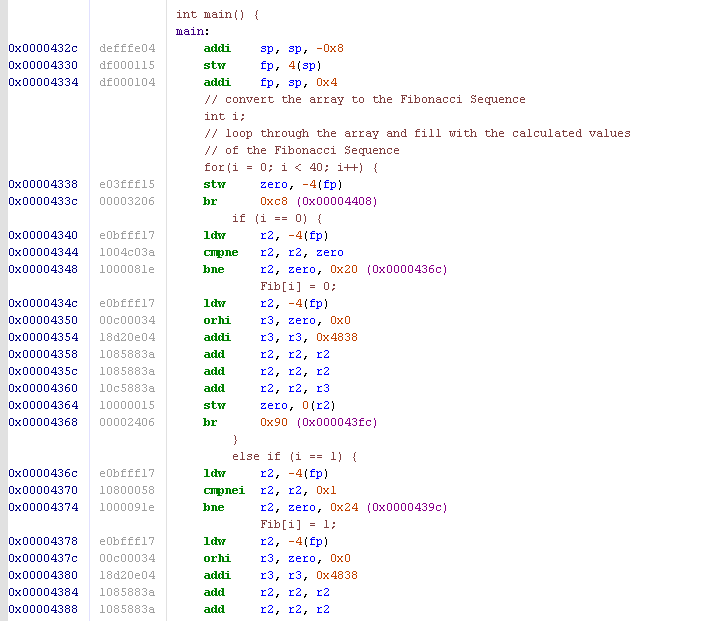 int main() {
main:
0x0000432c defffe04 addi sp, sp, -0x8
0x00004330 df000115 stw fp, 4(sp)
0x00004334 df000104 addi fp, sp, 0x4
// convert the array to the Fibonacci Sequence
int i;
// loop through the array and fill with the calculated values
// of the Fibonacci Sequence
for(i = 0; i < 40; i++) {
0x00004338 e03fff15 stw zero, -4(fp)
0x0000433c 00003206 br 0xc8 (0x00004408)
if (i == 0) {
0x00004340 e0bfff17 ldw r2, -4(fp)
0x00004344 1004c03a cmpne r2, r2, zero
0x00004348 1000081e bne r2, zero, 0x20 (0x0000436c)
Fib[i] = 0;
0x0000434c e0bfff17 ldw r2, -4(fp)
0x00004350 00c00034 orhi r3, zero, 0x0
0x00004354 18d20e04 addi r3, r3, 0x4838
0x00004358 1085883a add r2, r2, r2
0x0000435c 1085883a add r2, r2, r2
0x00004360 10c5883a add r2, r2, r3
0x00004364 10000015 stw zero, 0(r2)
0x00004368 00002406 br 0x90 (0x000043fc)
}
else if (i == 1) {
0x0000436c e0bfff17 ldw r2, -4(fp)
0x00004370 10800058 cmpnei r2, r2, 0x1
0x00004374 1000091e bne r2, zero, 0x24 (0x0000439c)
Fib[i] = 1;
0x00004378 e0bfff17 ldw r2, -4(fp)
0x0000437c 00c00034 orhi r3, zero, 0x0
0x00004380 18d20e04 addi r3, r3, 0x4838
0x00004384 1085883a add r2, r2, r2
0x00004388 1085883a add r2, r2, r2